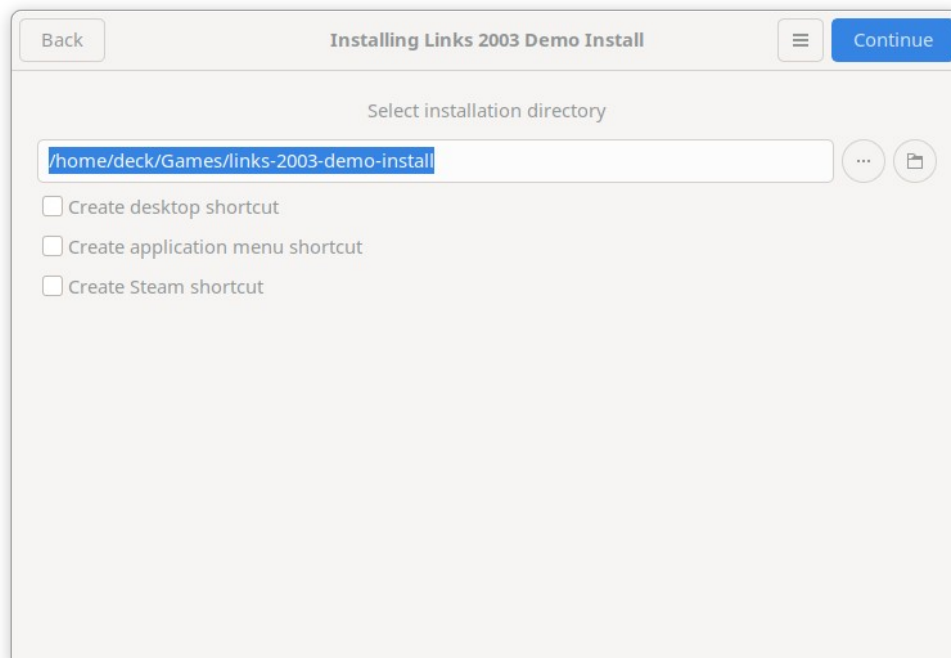 Back
Installing Links 2003 Demo Install
Continue
Select installation directory
/home/deck/Games/links-2003-demo-install
Create desktop shortcut
Create application menu shortcut
Create Steam shortcut